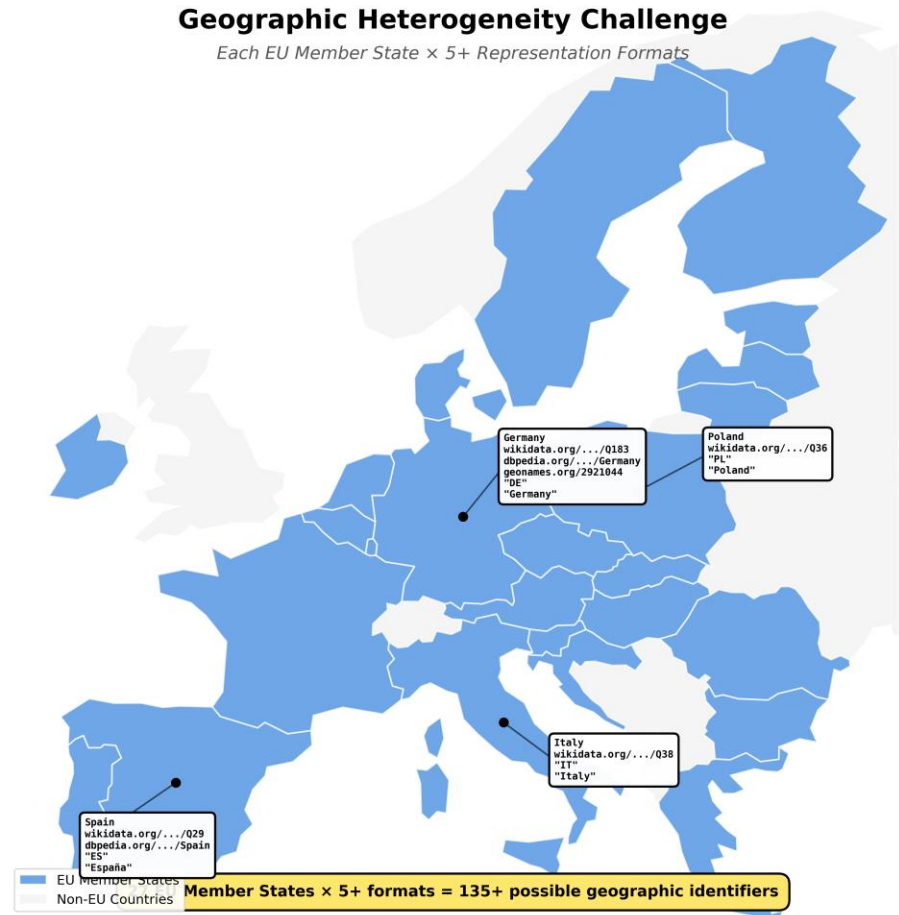 Geographic Heterogeneity Challenge
Each EU Member State × 5+ Representation Formats
Germany
wikidata.org/.../Q183
dbpedia.org/.../Germany
geonames.org/2921044
"DE"
"Germany"
Poland
wikidata.org/.../Q36
"PL"
"Poland"
Italy
wikidata.org/.../Q38
"IT"
"Italy"
Spain
wikidata.org/.../Q29
dbpedia.org/.../Spain
"ES"
"España"
EU Member States
Non-EU Countries
27 EU Member States × 5+ formats = 135+ possible geographic identifiers